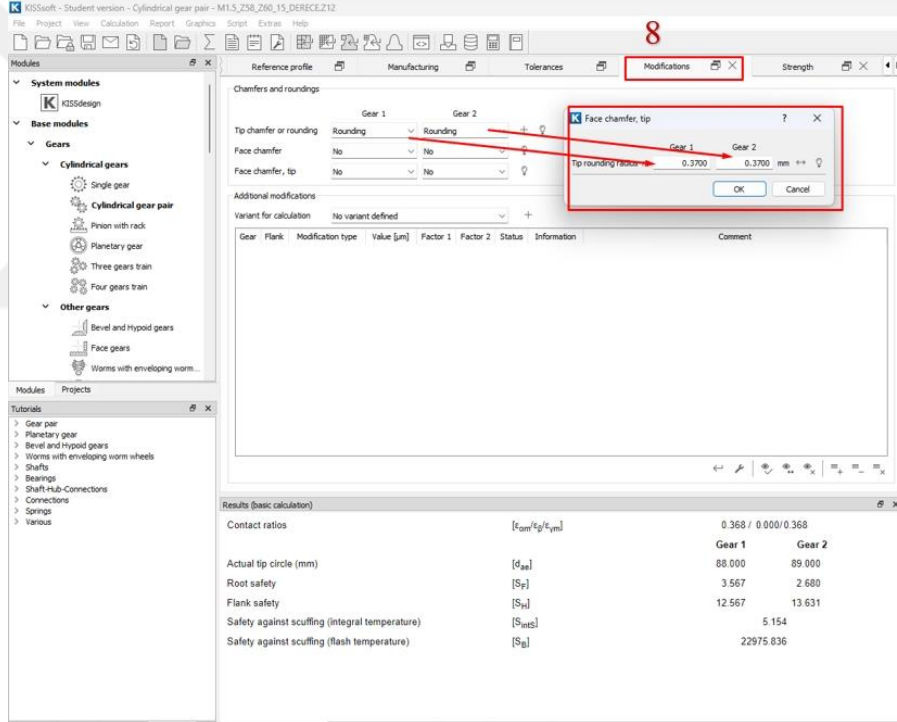 KISSsoft - Student version - Cylindrical gear pair - M1.5_Z58_Z60_15_DERECE.Z12
File Project View Calculation Report Graphics Script Extras Help
8
Modules
Reference profile Manufacturing Tolerances Modifications Strength
System modules
K KISSdesign
Base modules
Gears
Cylindrical gears
Single gear
Cylindrical gear pair
Pinion with rack
Planetary gear
Three gears train
Four gears train
Other gears
Bevel and Hypoid gears
Face gears
Worms with enveloping worm...
Modules Projects
Tutorials
Gear pair
Planetary gear
Bevel and Hypoid gears
Worms with enveloping worm wheels
Shafts
Bearings
Shaft-Hub-Connections
Connections
Springs
Various
Chamfers and roundings
Gear 1 Gear 2
Tip chamfer or rounding Rounding Rounding
Face chamfer No No
Face chamfer, tip No No
K Face chamfer, tip ? X
Gear 1 Gear 2
Tip rounding radius 0.3700 0.3700 mm
OK Cancel
Additional modifications
Variant for calculation No variant defined
Gear Flank Modification type Value [µm] Factor 1 Factor 2 Status Information Comment
Results (basic calculation)
Contact ratios [εαm/εβ/εγm] 0.368 / 0.000/0.368
Gear 1 Gear 2
Actual tip circle (mm) [dae] 88.000 89.000
Root safety [SF] 3.567 2.680
Flank safety [SH] 12.567 13.631
Safety against scuffing (integral temperature) [SintS] 5.154
Safety against scuffing (flash temperature) [SB] 22975.836